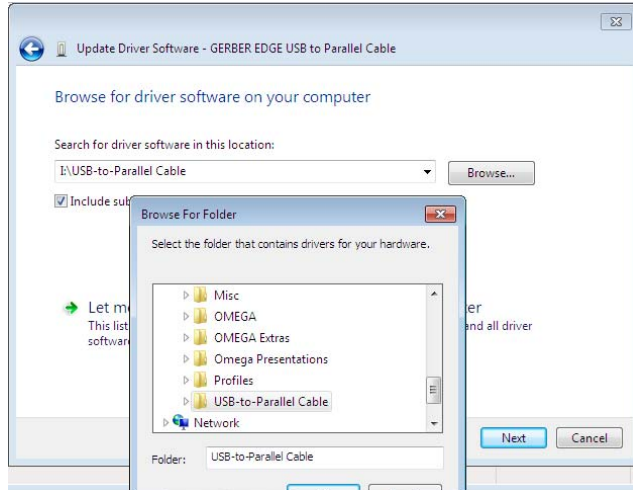 Update Driver Software - GERBER EDGE USB to Parallel Cable
Browse for driver software on your computer
Search for driver software in this location:
I:\USB-to-Parallel Cable
Browse...
Include sub
Browse For Folder
Select the folder that contains drivers for your hardware.
Misc
OMEGA
OMEGA Extras
Omega Presentations
Profiles
USB-to-Parallel Cable
Network
Folder: USB-to-Parallel Cable
Let m
er
This list
and all driver
softwar
Next
Cancel